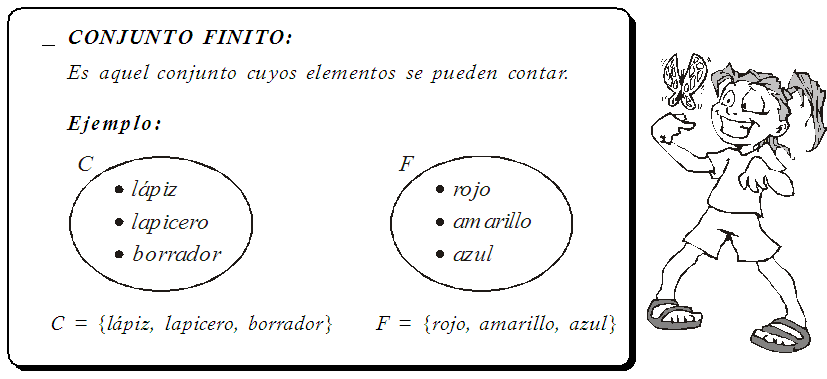 _ CONJUNTO FINITO:
Es aquel conjunto cuyos elementos se pueden contar.
Ejemplo:
C
• lápiz
• lapicero
• borrador
F
• rojo
• amarillo
• azul
C = {lápiz, lapicero, borrador}
F = {rojo, amarillo, azul}